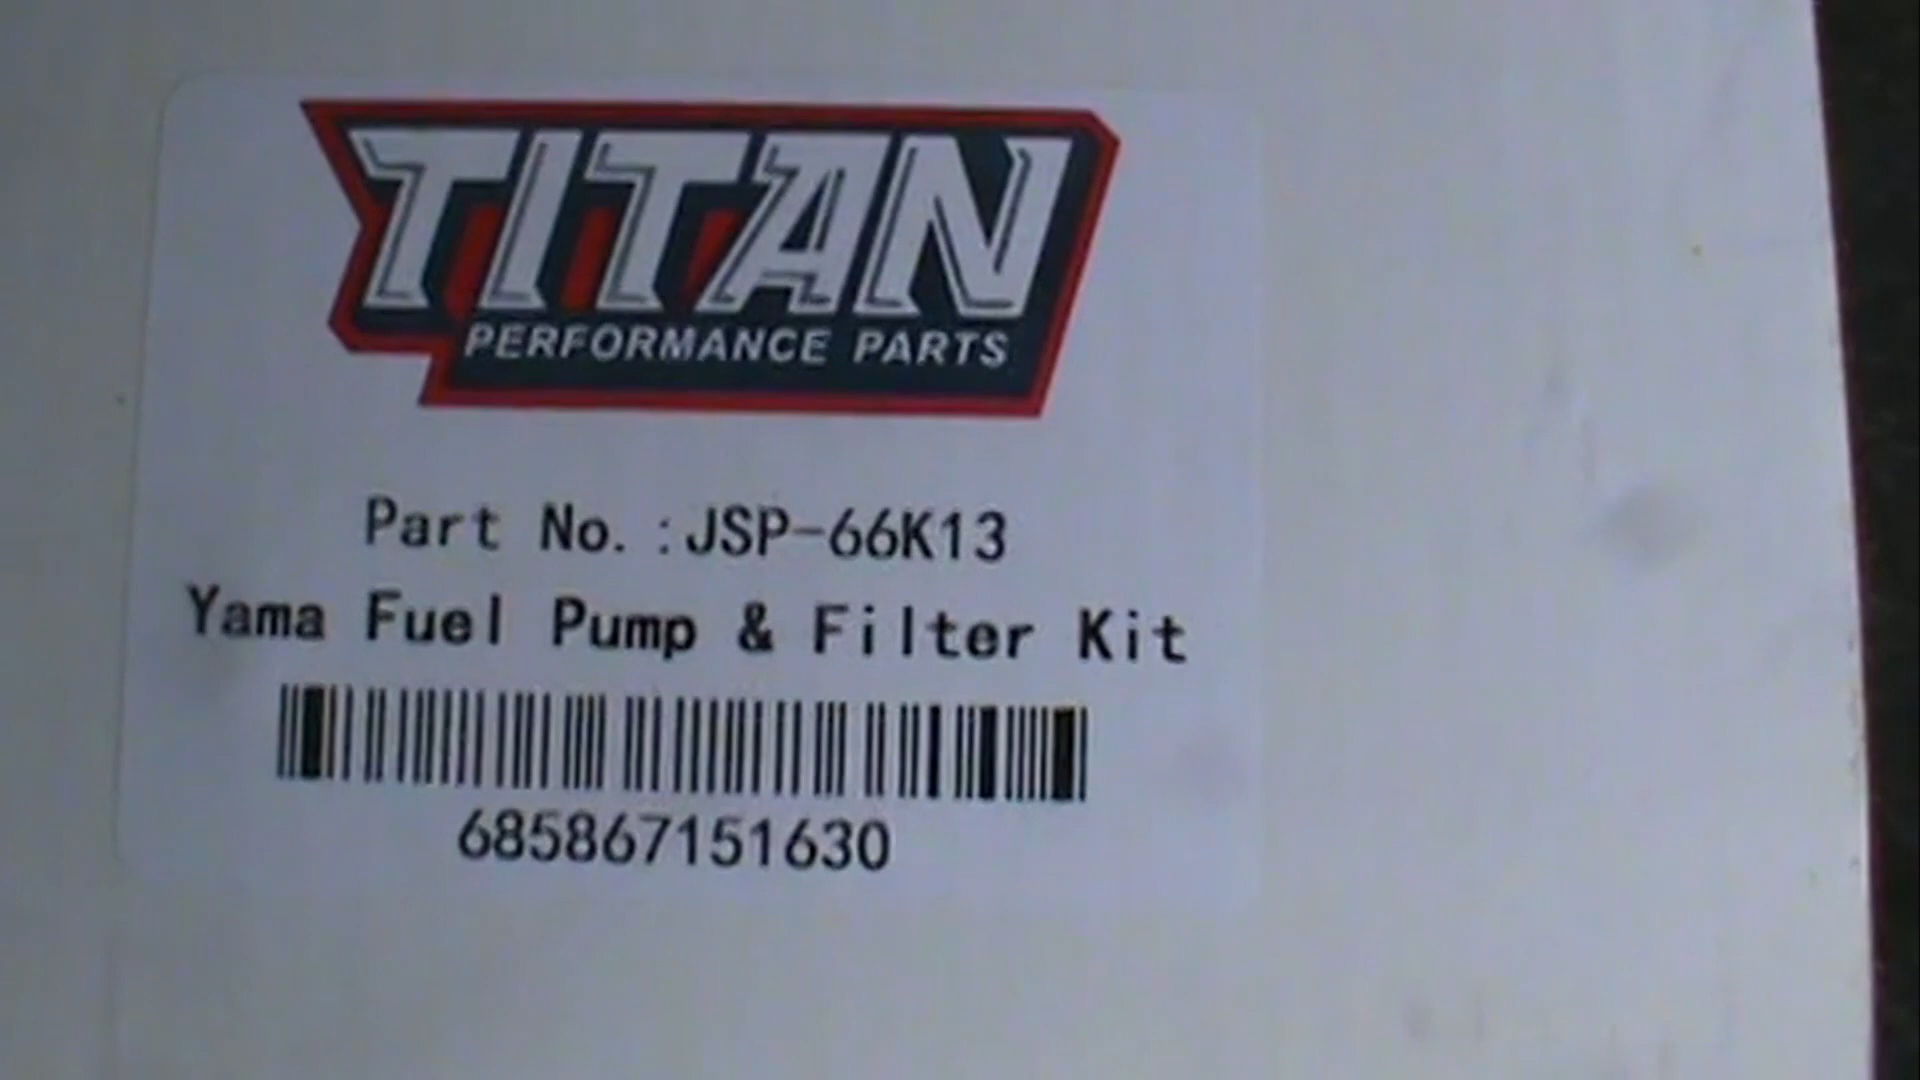 TITAN
PERFORMANCE PARTS
Part No.:JSP-66K13
Yama Fuel Pump & Filter Kit
685867151630